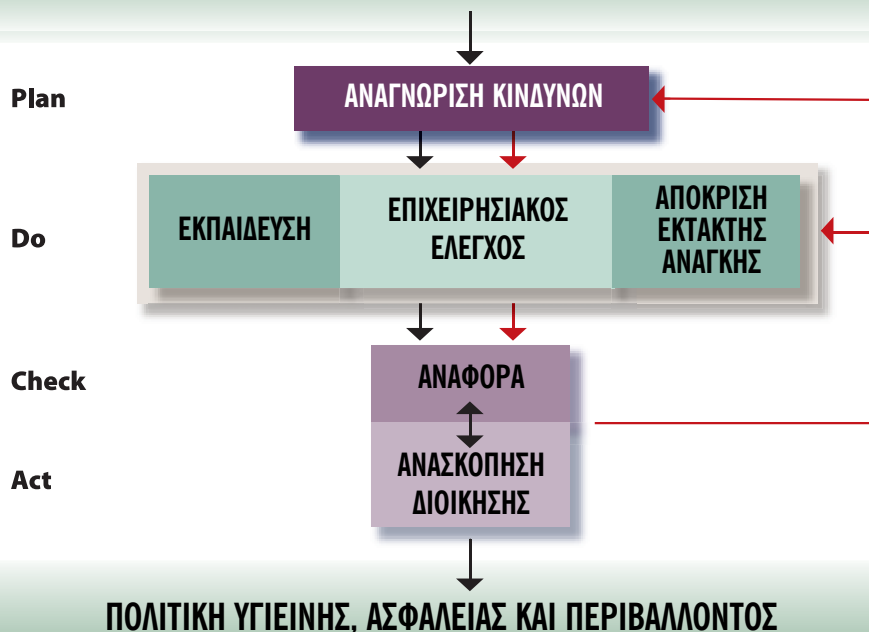 Plan
ΑΝΑΓΝΩΡΙΣΗ ΚΙΝΔΥΝΩΝ
Do
ΕΚΠΑΙΔΕΥΣΗ
ΕΠΙΧΕΙΡΗΣΙΑΚΟΣ
ΕΛΕΓΧΟΣ
ΑΠΟΚΡΙΣΗ
ΕΚΤΑΚΤΗΣ
ΑΝΑΓΚΗΣ
Check
ΑΝΑΦΟΡΑ
Act
ΑΝΑΣΚΟΠΗΣΗ
ΔΙΟΙΚΗΣΗΣ
ΠΟΛΙΤΙΚΗ ΥΓΙΕΙΝΗΣ, ΑΣΦΑΛΕΙΑΣ ΚΑΙ ΠΕΡΙΒΑΛΛΟΝΤΟΣ